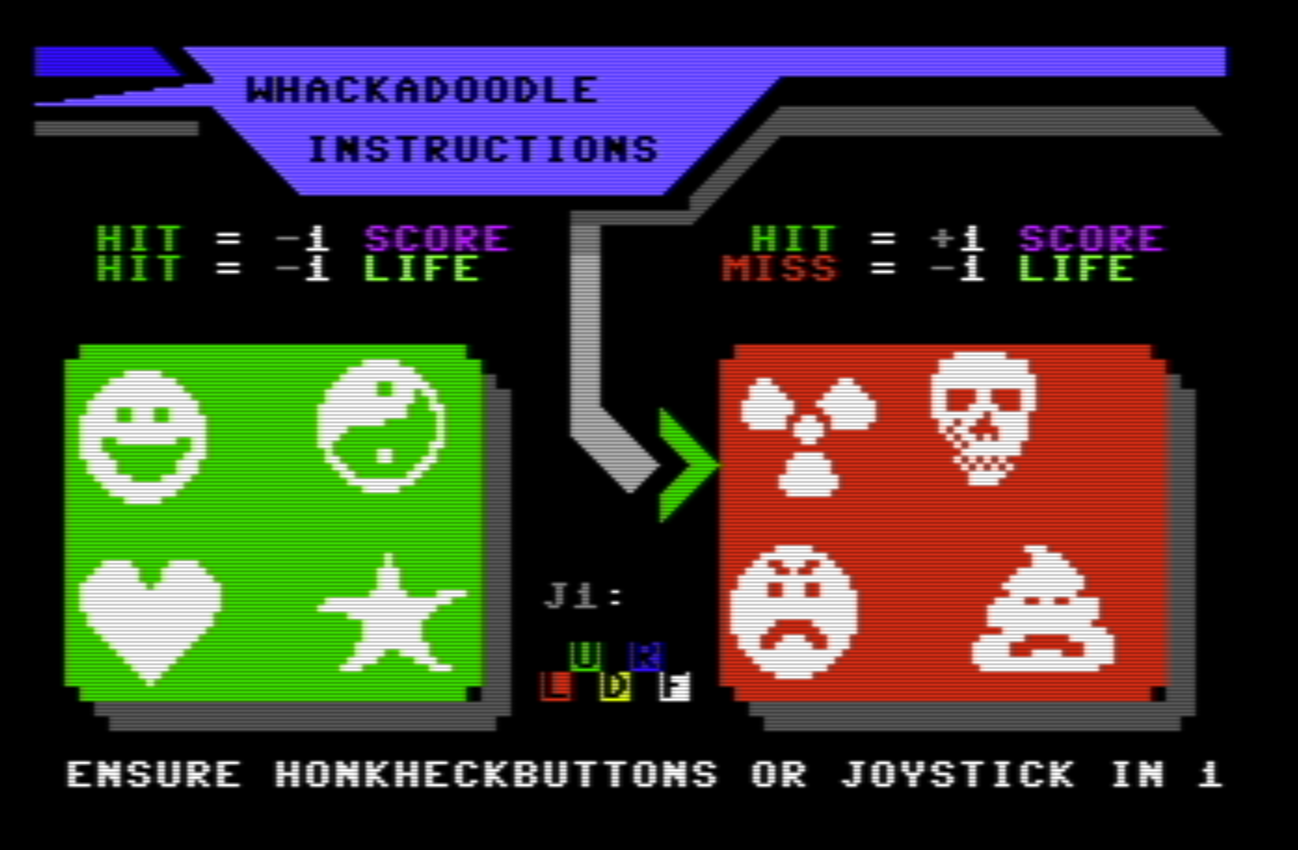 WHACKADOODLE
INSTRUCTIONS
HIT = -1 SCORE
HIT = -1 LIFE
HIT = +1 SCORE
MISS = -1 LIFE
J1:
U R
L D F
ENSURE HONKHECKBUTTONS OR JOYSTICK IN 1